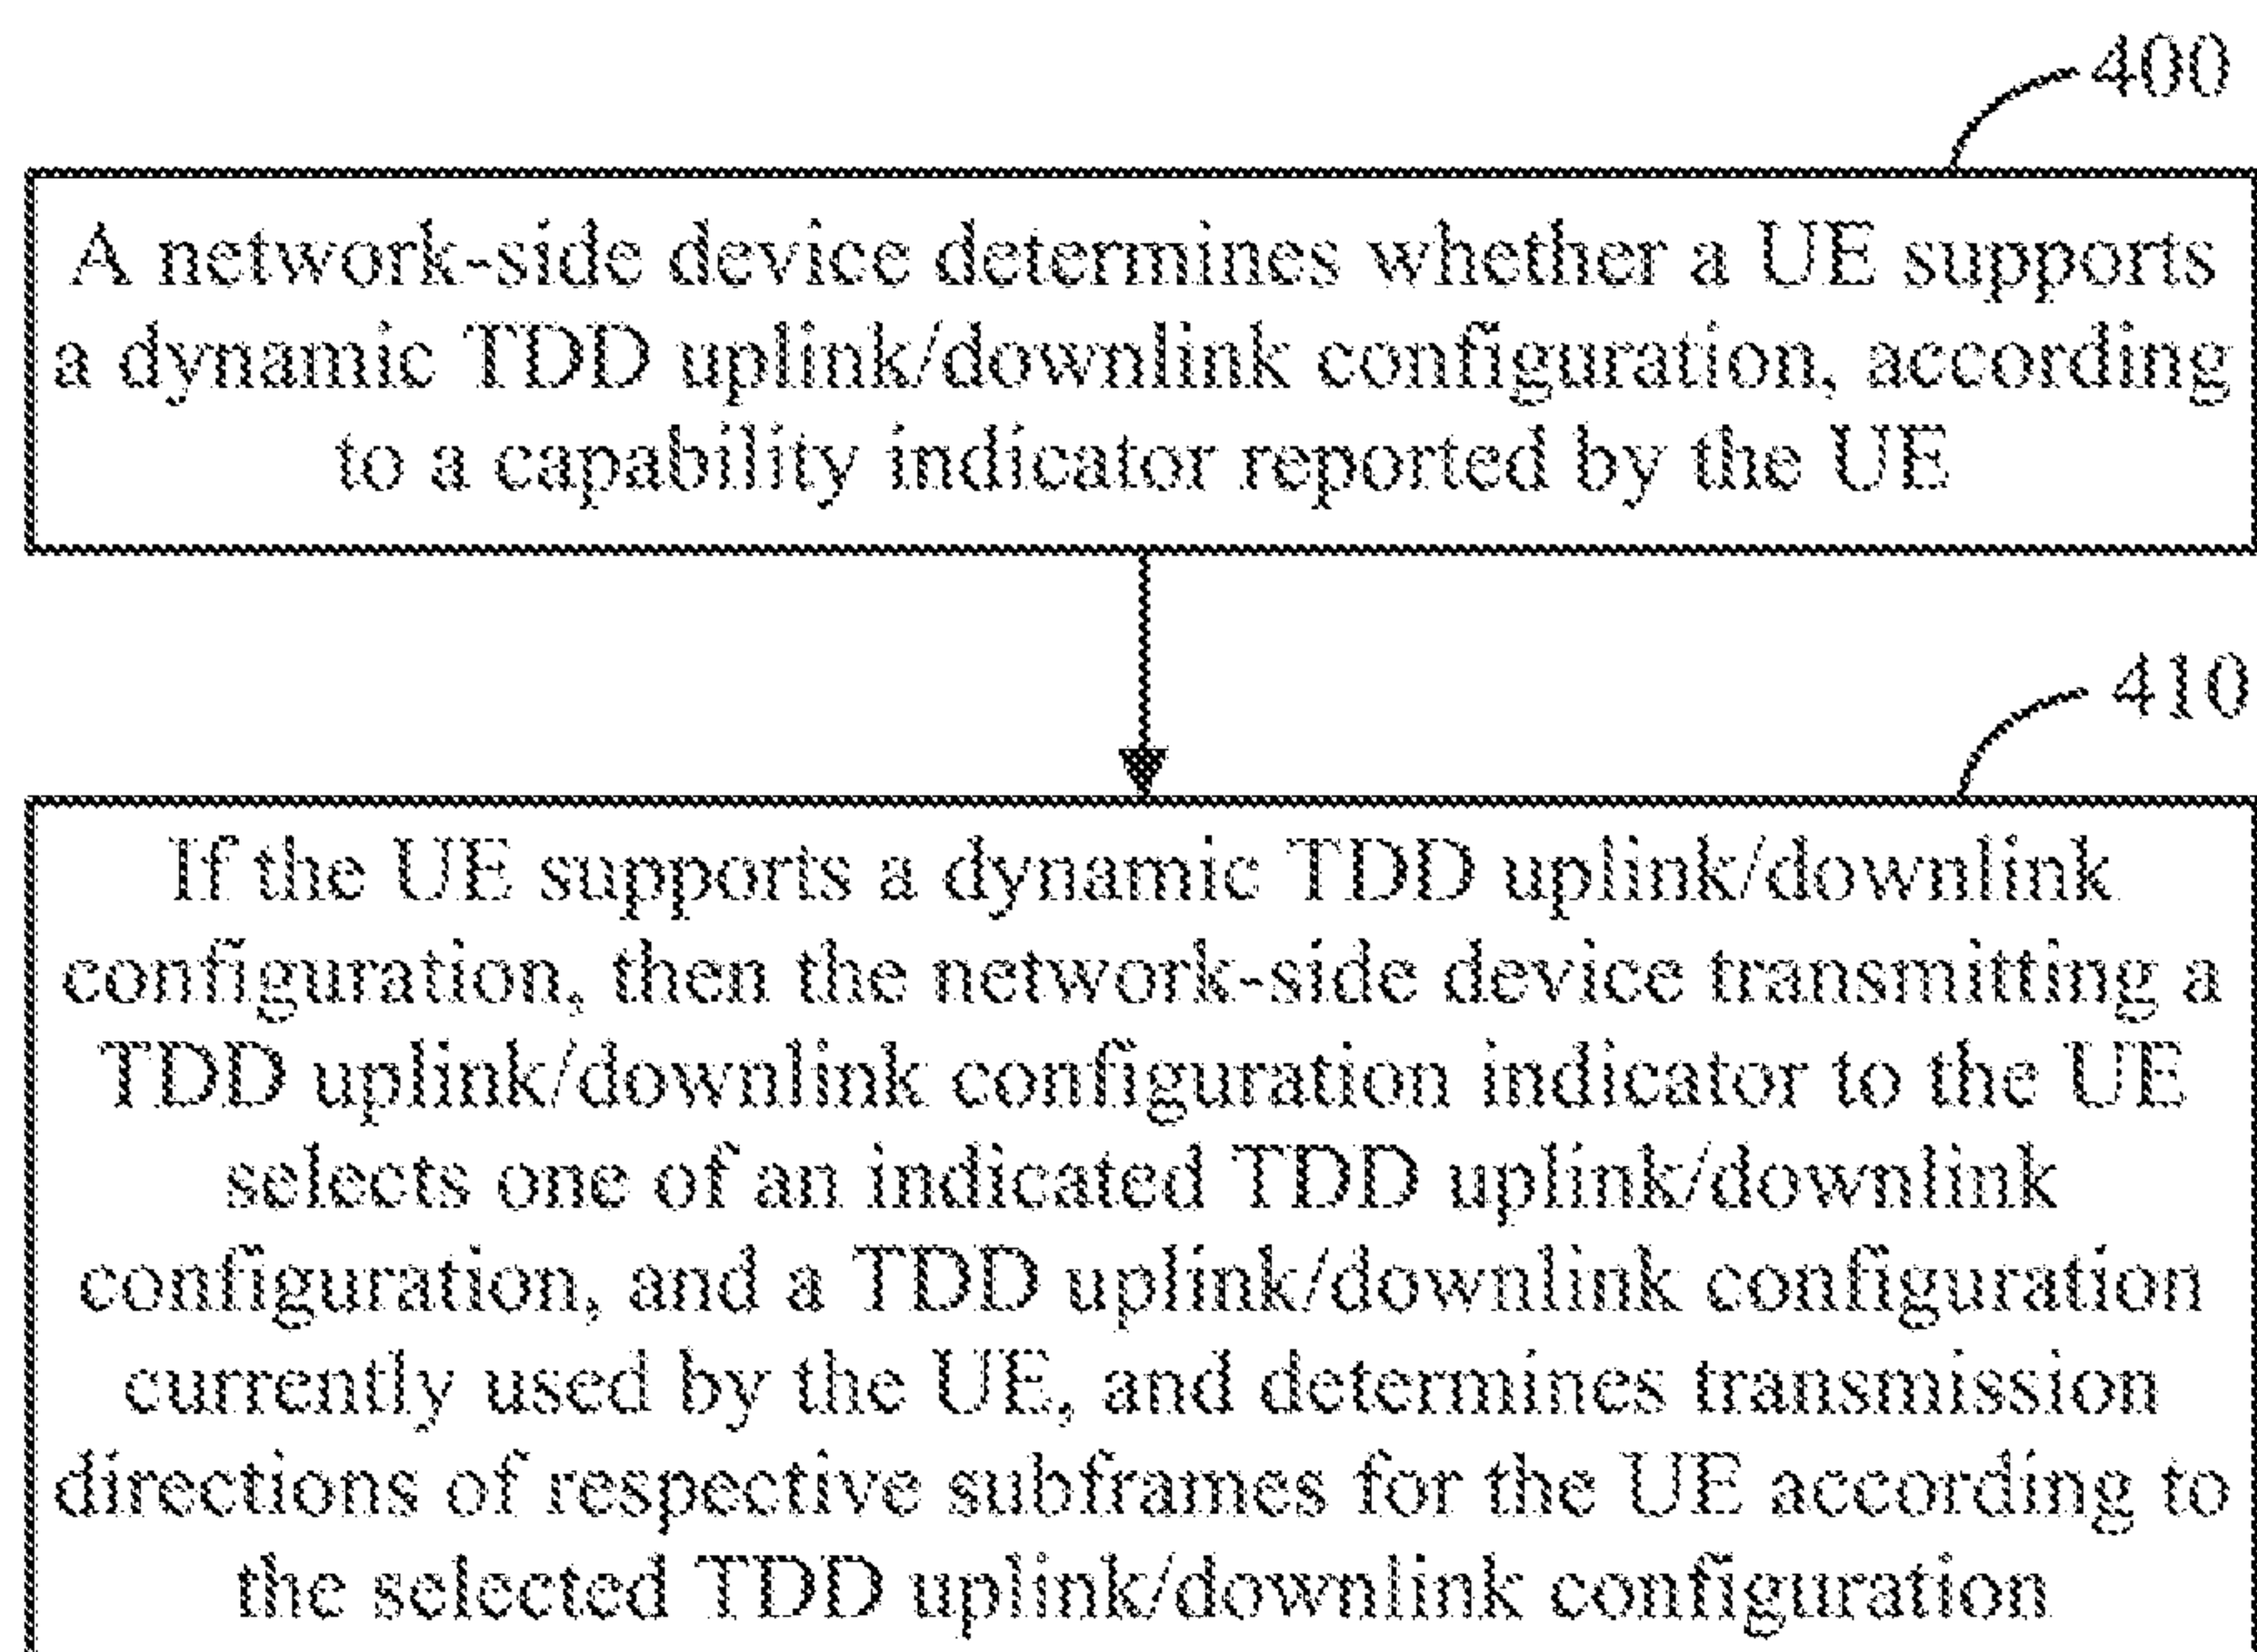 400
A network-side device determines whether a UE supports
a dynamic TDD uplink/downlink configuration, according
to a capability indicator reported by the UE
410
If the UE supports a dynamic TDD uplink/downlink
configuration, then the network-side device transmitting a
TDD uplink/downlink configuration indicator to the UE
selects one of an indicated TDD uplink/downlink
configuration, and a TDD uplink/downlink configuration
currently used by the UE, and determines transmission
directions of respective subframes for the UE according to
the selected TDD uplink/downlink configuration